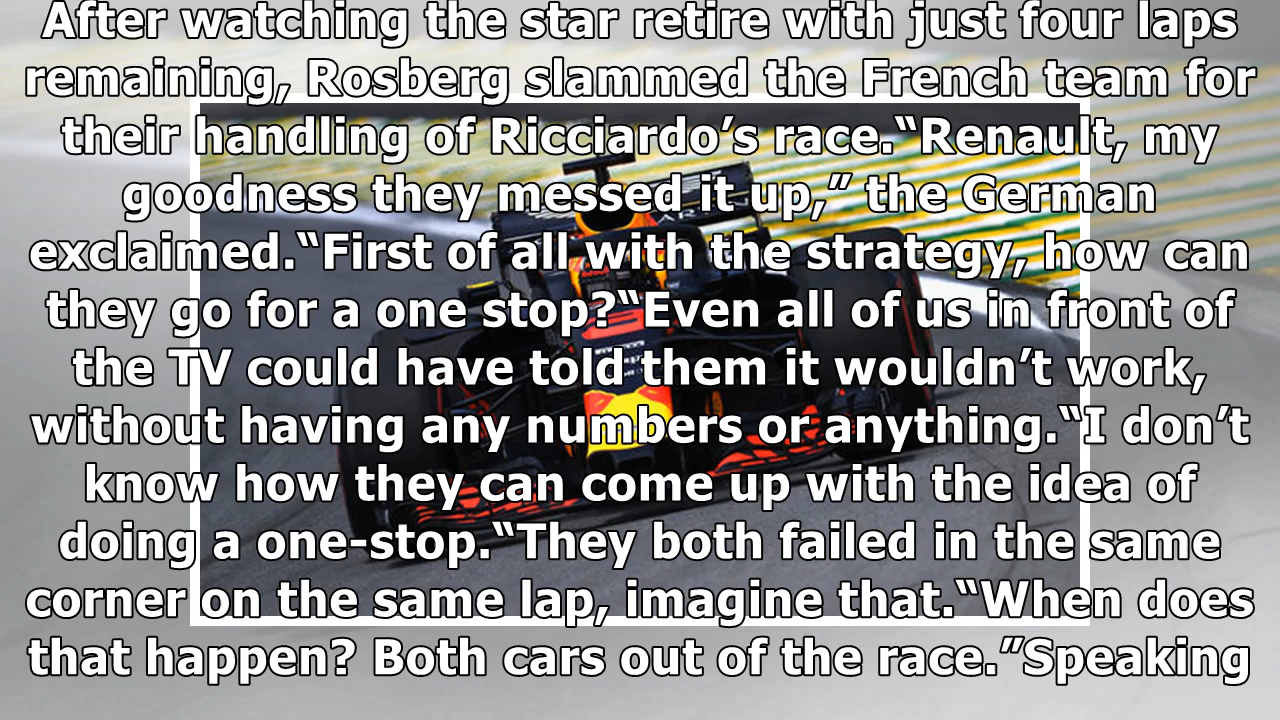 After watching the star retire with just four laps
remaining, Rosberg slammed the French team for
their handling of Ricciardo’s race.“Renault, my
goodness they messed it up,” the German
exclaimed.“First of all with the strategy, how can
they go for a one stop?“Even all of us in front of
the TV could have told them it wouldn’t work,
without having any numbers or anything.“I don’t
know how they can come up with the idea of
doing a one-stop.“They both failed in the same
corner on the same lap, imagine that.“When does
that happen? Both cars out of the race.”Speaking